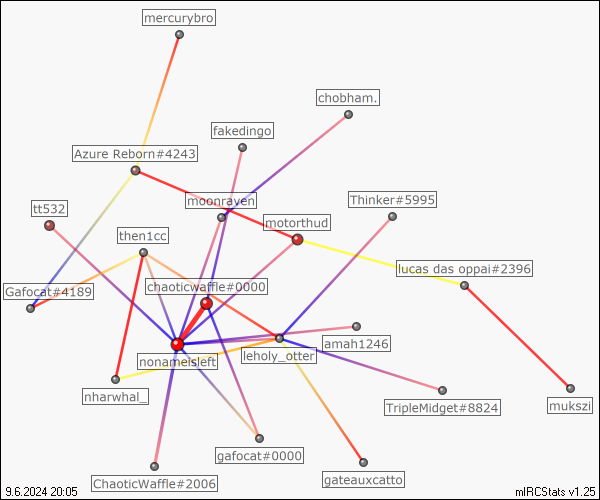 mercurybro
chobham.
fakedingo
Azure Reborn#4243
moonrayen
Thinker#5995
tt532
motorthud
then1cc
lucas das oppai#2396
Gafocat#4189
chaoticwaffle#0000
amah1246
leholy_otter
nonameisleft
nharwhal_
TripleMidget#8824
mukszi
gafocat#0000
ChaoticWaffle#2006
gateauxcatto
9.6.2024 20:05
mIRCStats v1.25